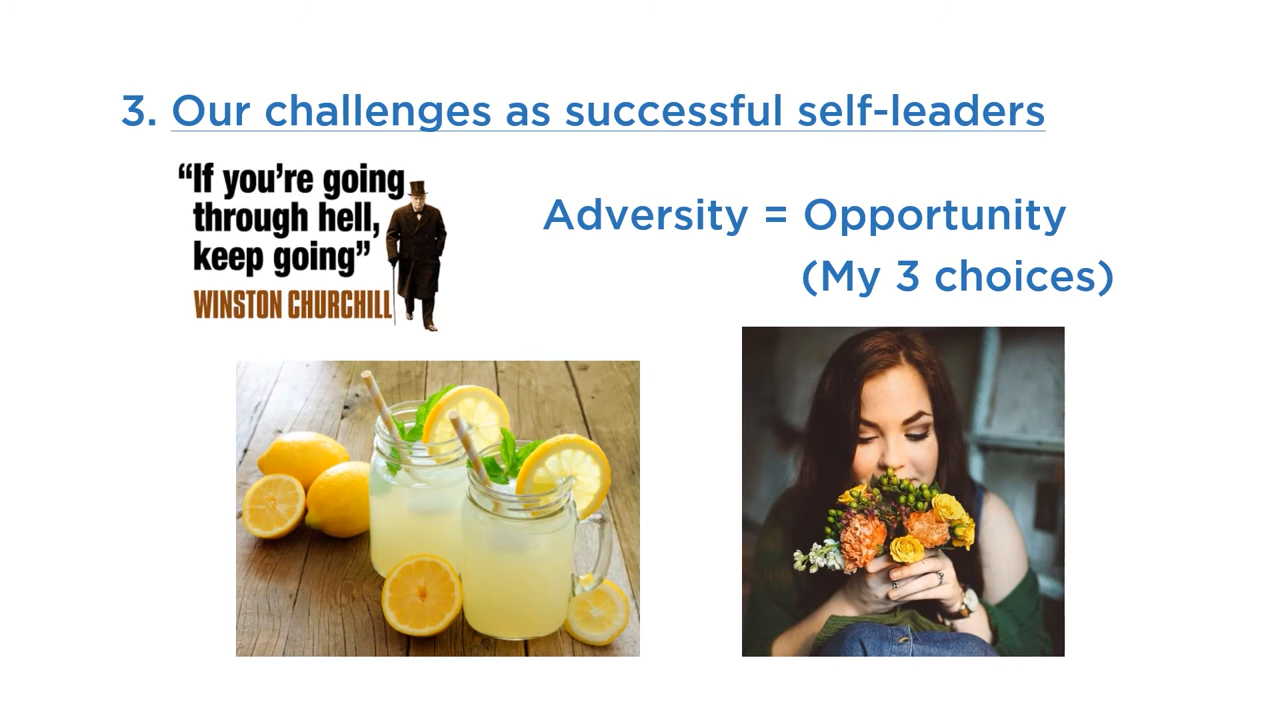 3. Our challenges as successful self-leaders
“If you’re going
through hell,
keep going”
WINSTON CHURCHILL
Adversity = Opportunity
(My 3 choices)